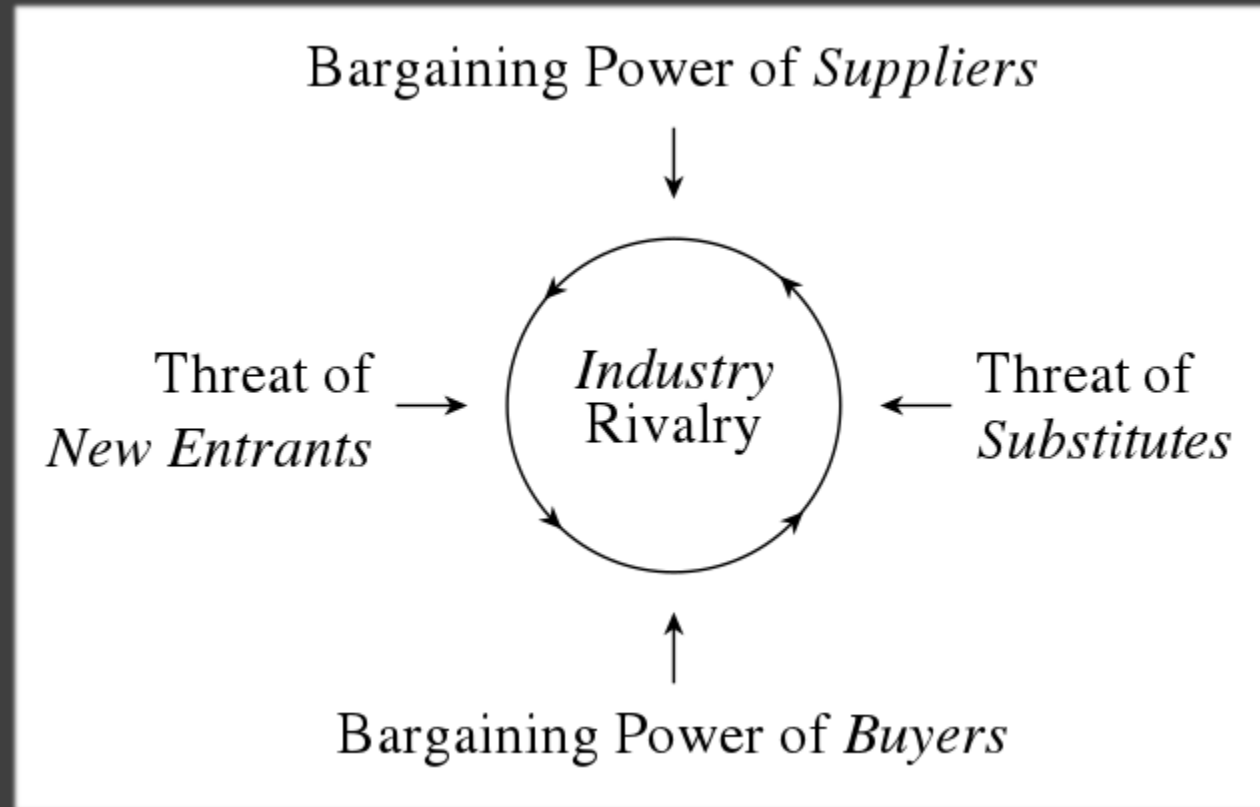 Bargaining Power of Suppliers
Threat of
New Entrants
Industry
Rivalry
Threat of
Substitutes
Bargaining Power of Buyers